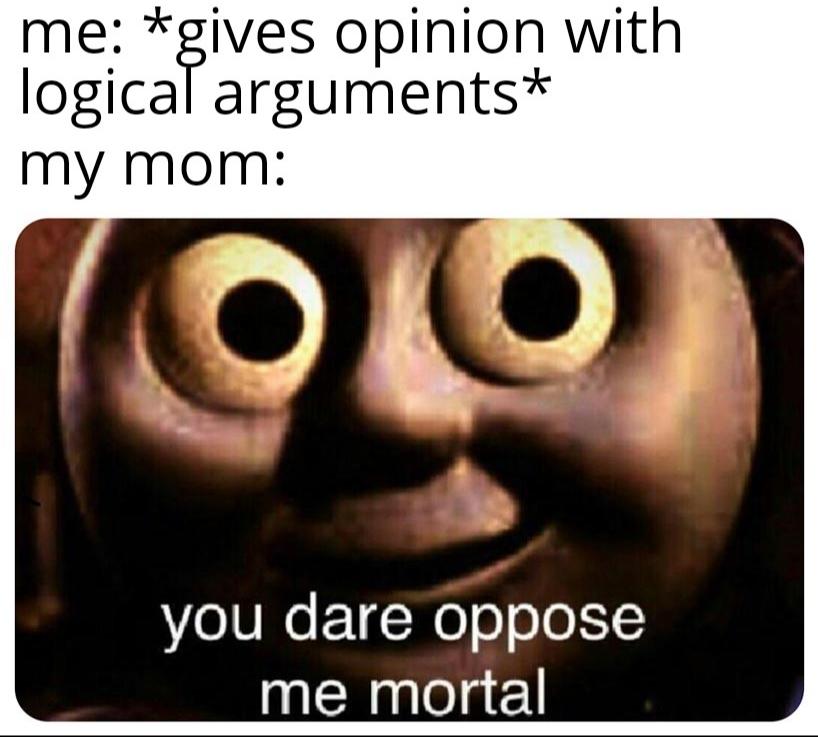 me: *gives opinion with
logical arguments*
my mom:
you dare oppose
me mortal